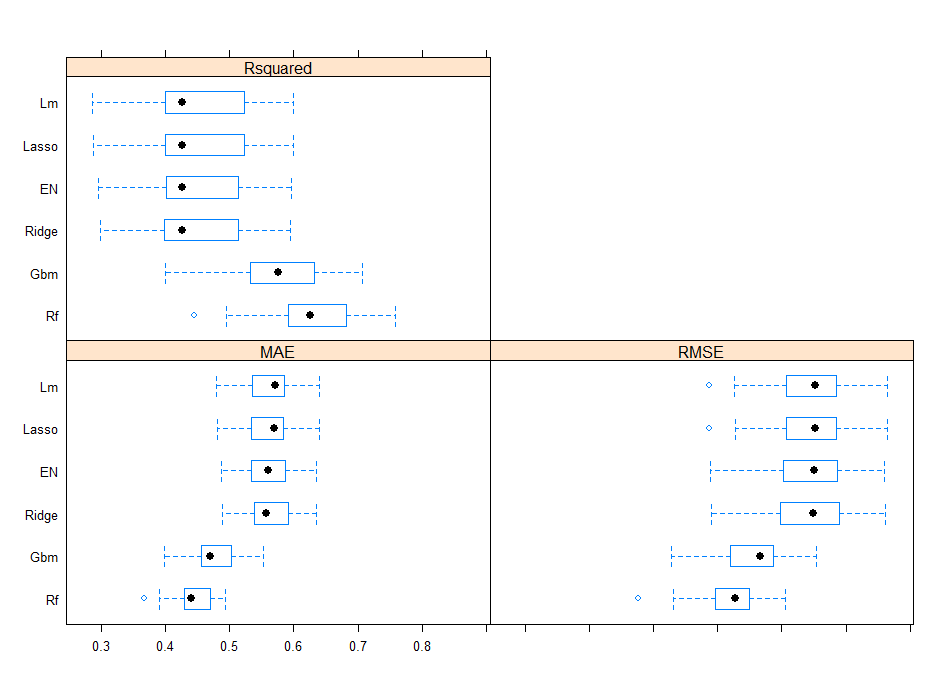 Rsquared
Lm
Lasso
EN
Ridge
Gbm
Rf
MAE
RMSE
Lm
Lasso
EN
Ridge
Gbm
Rf
0.3 0.4 0.5 0.6 0.7 0.8